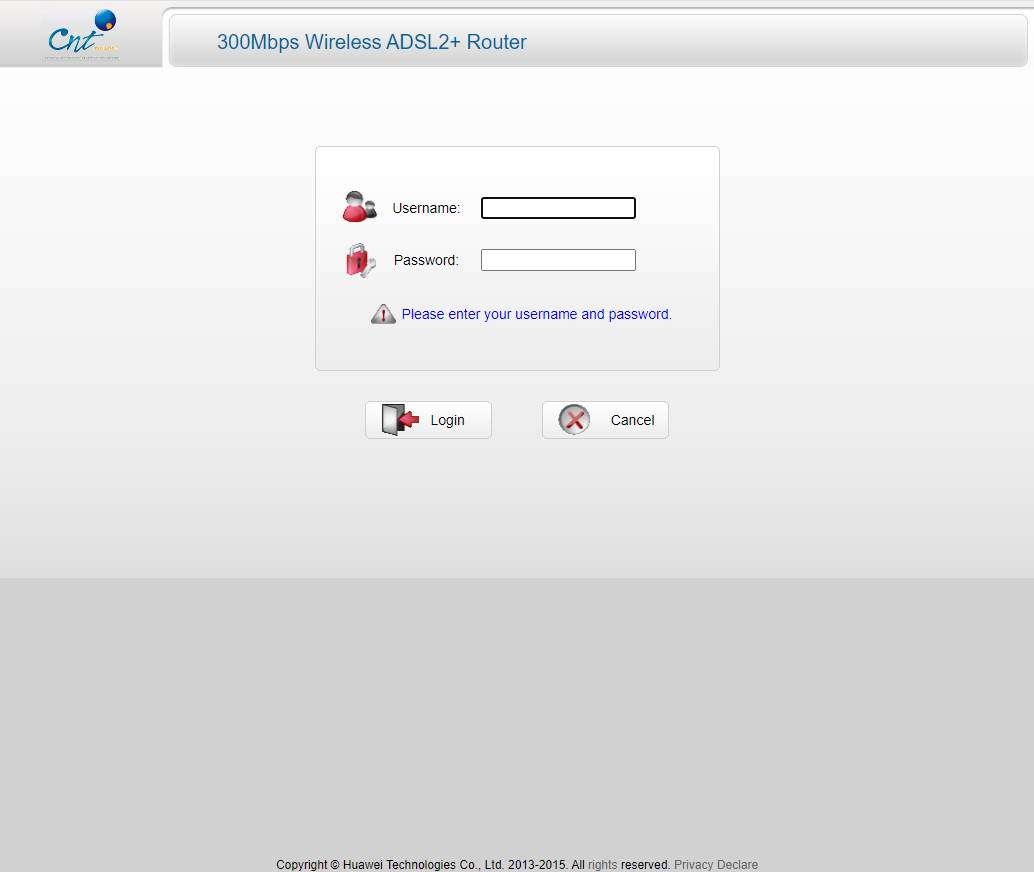 Cnt
300Mbps Wireless ADSL2+ Router
Username:
Password:
Please enter your username and password.
Login
Cancel
Copyright © Huawei Technologies Co., Ltd. 2013-2015. All rights reserved. Privacy Declare